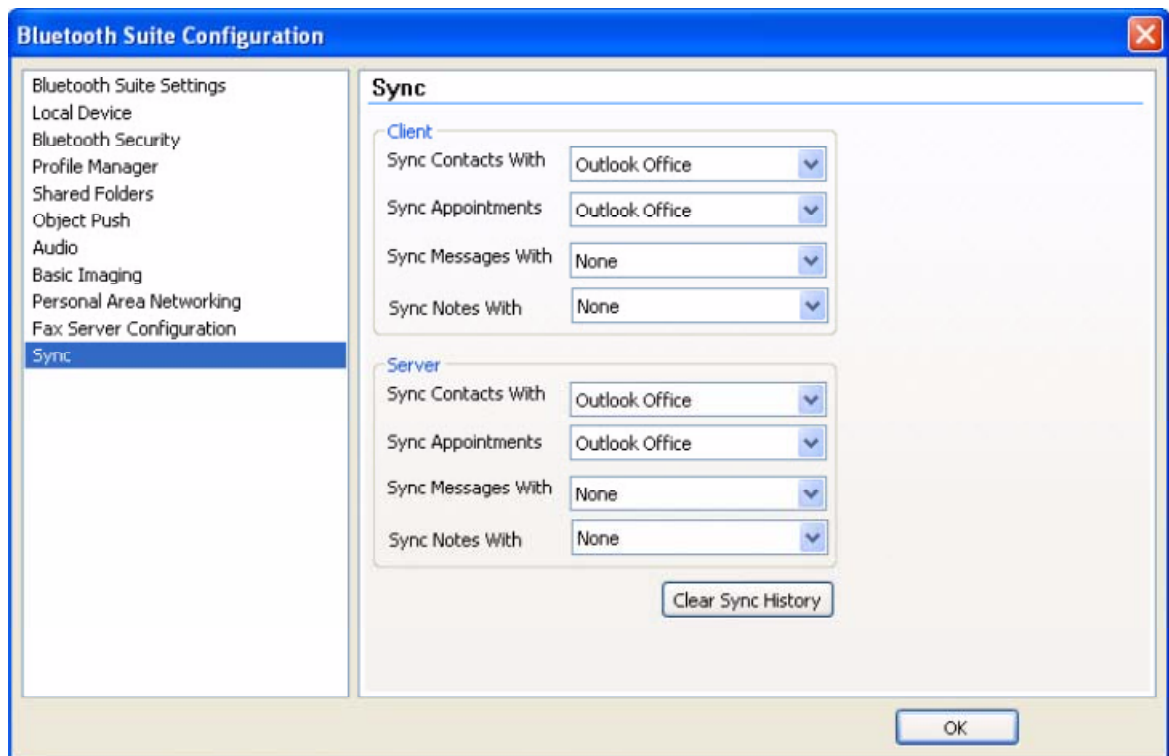 Bluetooth Suite Configuration
Bluetooth Suite Settings
Local Device
Bluetooth Security
Profile Manager
Shared Folders
Object Push
Audio
Basic Imaging
Personal Area Networking
Fax Server Configuration
Sync
Sync
Client
Sync Contacts With Outlook Office
Sync Appointments Outlook Office
Sync Messages With None
Sync Notes With None
Server
Sync Contacts With Outlook Office
Sync Appointments Outlook Office
Sync Messages With None
Sync Notes With None
Clear Sync History
OK